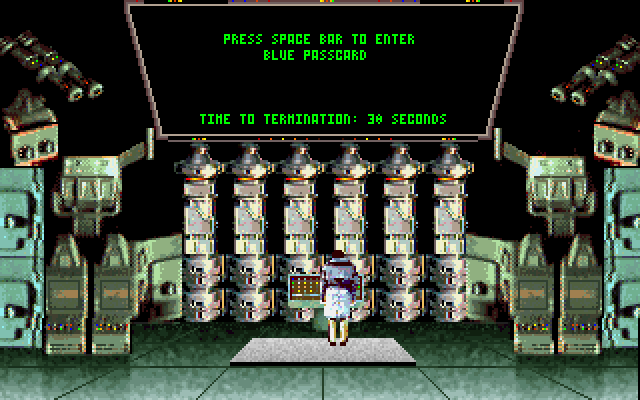 PRESS SPACE BAR TO ENTER
BLUE PASSCARD
TIME TO TERMINATION: 30 SECONDS